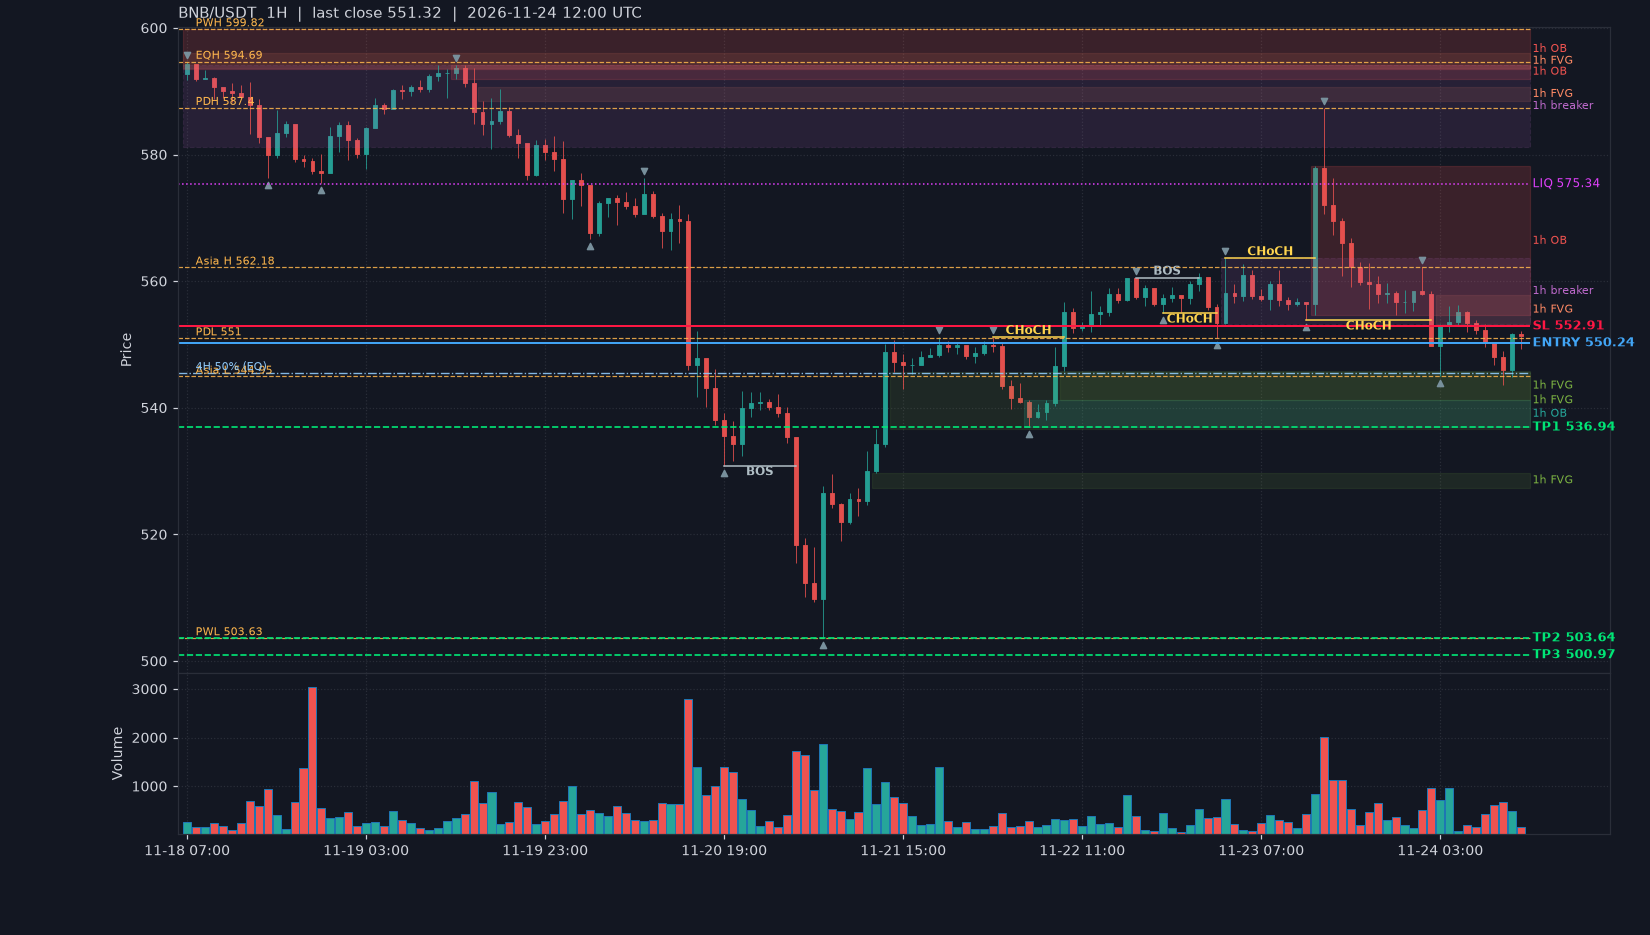 BNB/USDT 1H | last close 551.32 | 2026-11-24 12:00 UTC
PWH 599.82
EQH 594.69
PDH 587.4
Asia H 562.18
PDL 551
4H 50% (EQ)
PWL 503.63
600
580
560
540
520
500
Price
1h OB
1h FVG
1h OB
1h FVG
1h breaker
LIQ 575.34
1h OB
1h breaker
1h FVG
SL 552.91
ENTRY 550.24
1h FVG
1h FVG
1h OB
TP1 536.94
1h FVG
TP2 503.64
TP3 500.97
BOS
CHoCH
BOS
CHoCH
CHoCH
CHoCH
3000
2000
1000
Volume
11-18 07:00
11-19 03:00
11-19 23:00
11-20 19:00
11-21 15:00
11-22 11:00
11-23 07:00
11-24 03:00